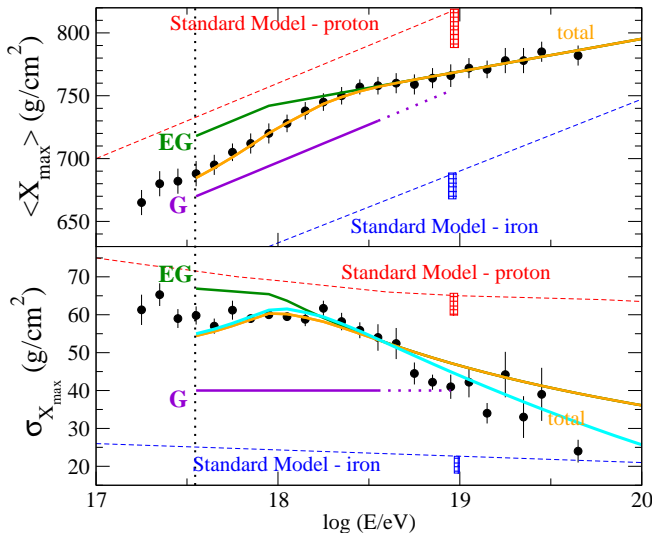 800
750
700
650
<X_max> (g/cm²)
Standard Model - proton
total
EG
G
Standard Model - iron
70
60
50
40
30
20
σ_Xmax (g/cm²)
EG
Standard Model - proton
G
total
Standard Model - iron
17 18 19 20
log (E/eV)